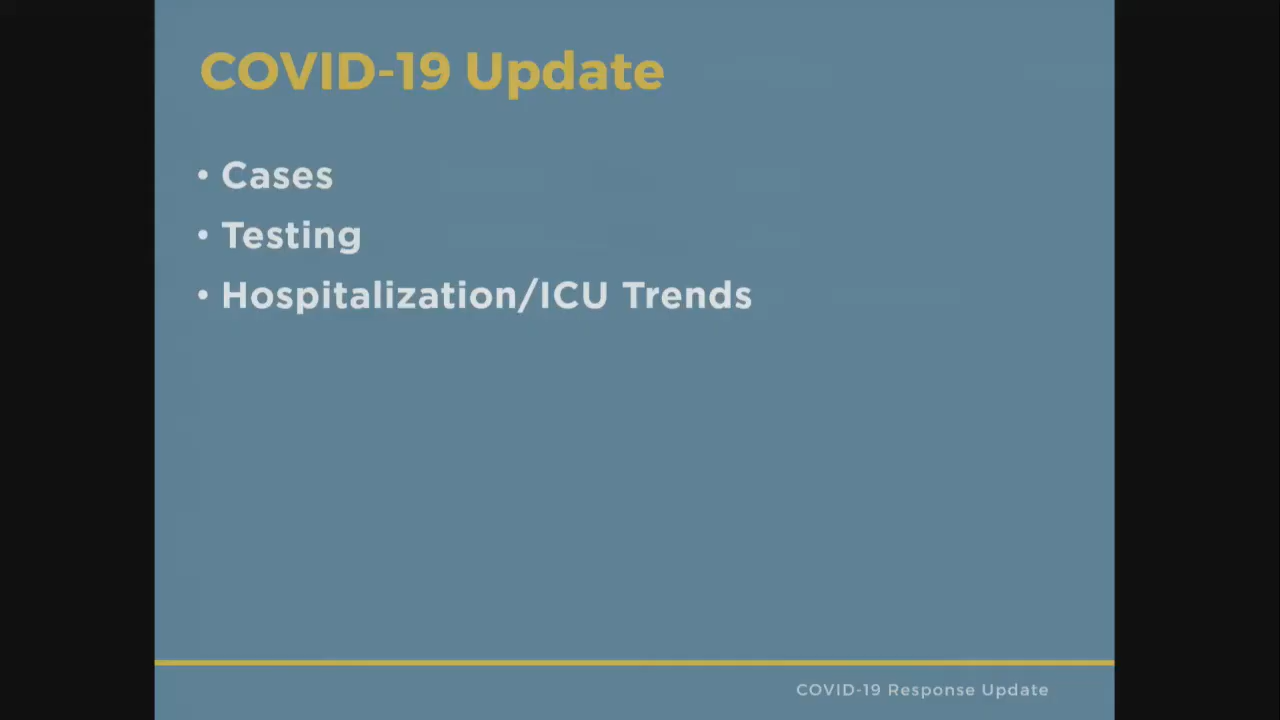 COVID-19 Update
• Cases
• Testing
• Hospitalization/ICU Trends
COVID-19 Response Update